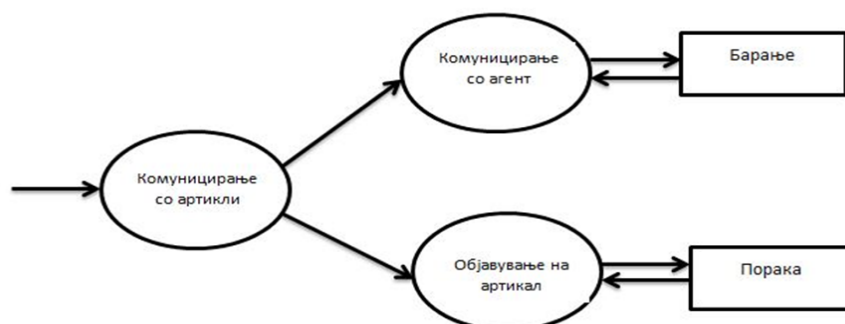 Комуницирање
со агент
Барање
Комуницирање
со артикли
Објавување на
артикал
Порака